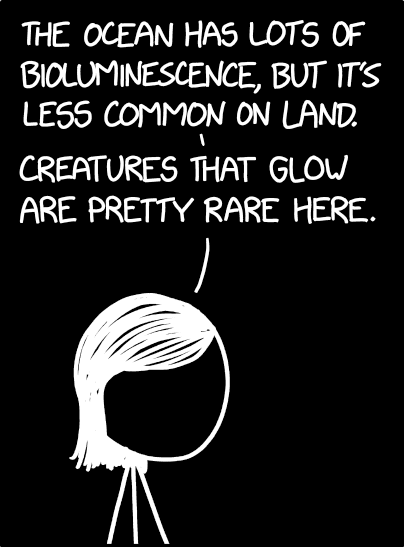 THE OCEAN HAS LOTS OF
BIOLUMINESCENCE, BUT IT'S
LESS COMMON ON LAND.
CREATURES THAT GLOW
ARE PRETTY RARE HERE.